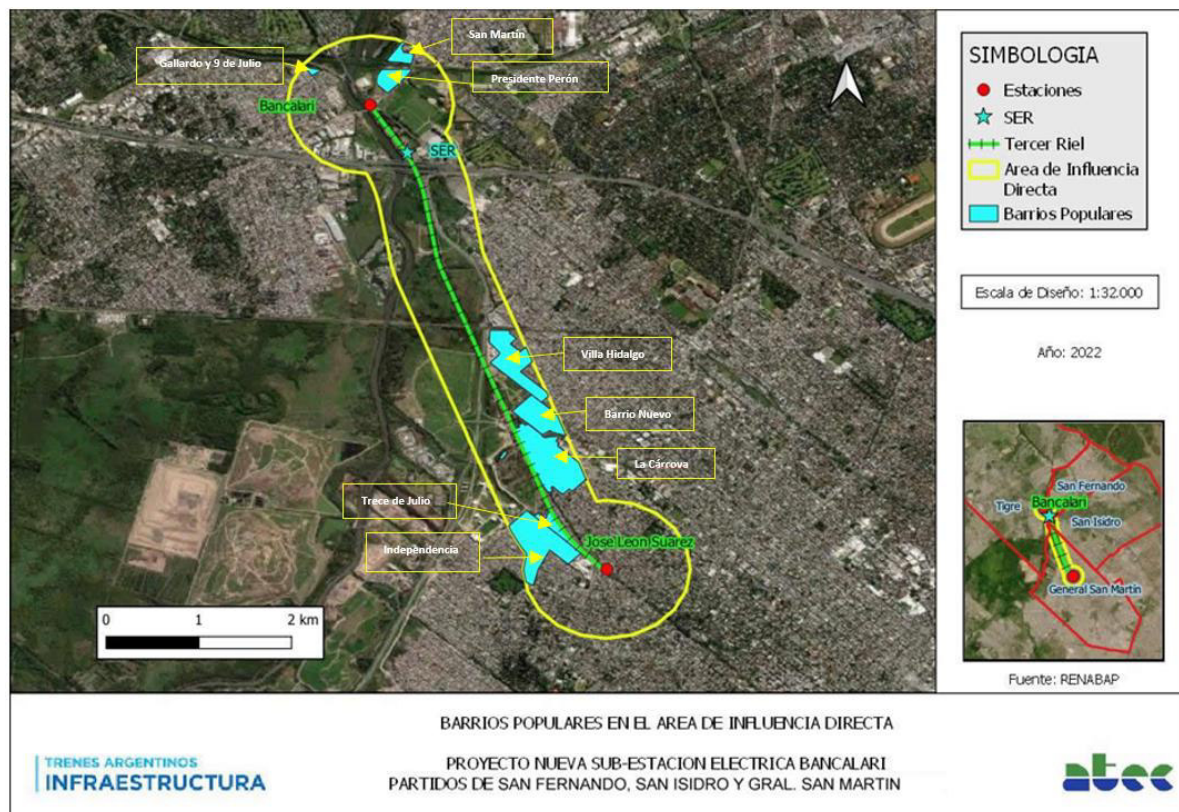 San Martín
Gallardo y 9 de Julio
Presidente Perón
Bancalari
SER
Villa Hidalgo
Barrio Nuevo
La Cárrova
Trece de Julio
Independencia
Jose Leon Suarez
0 1 2 km
SIMBOLOGIA
Estaciones
SER
Tercer Riel
Area de Influencia
Directa
Barrios Populares
Escala de Diseño: 1:32.000
Año: 2022
San Fernando
Bancalari
Tigre
San Isidro
General San Martín
Fuente: RENABAP
BARRIOS POPULARES EN EL AREA DE INFLUENCIA DIRECTA
PROYECTO NUEVA SUB-ESTACION ELECTRICA BANCALARI
PARTIDOS DE SAN FERNANDO, SAN ISIDRO Y GRAL. SAN MARTIN
TRENES ARGENTINOS
INFRAESTRUCTURA
atec